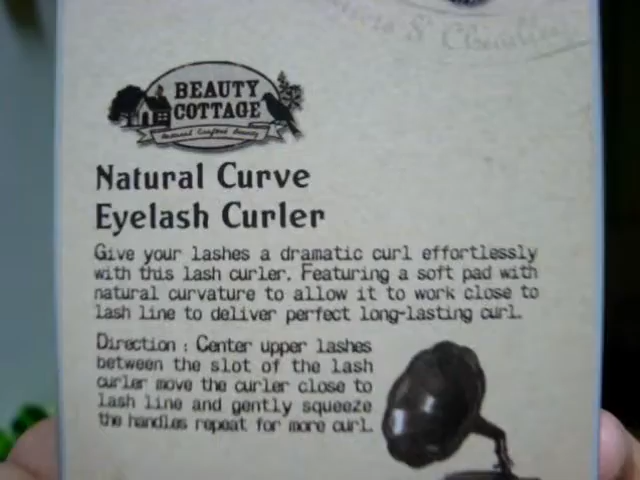 BEAUTY
COTTAGE
Natural Curve
Eyelash Curler
Give your lashes a dramatic curl effortlessly
with this lash curler. Featuring a soft pad with
natural curvature to allow it to work close to
lash line to deliver perfect long-lasting curl.
Direction : Center upper lashes
between the slot of the lash
curler move the curler close to
lash line and gently squeeze
the handles repeat for more curl.